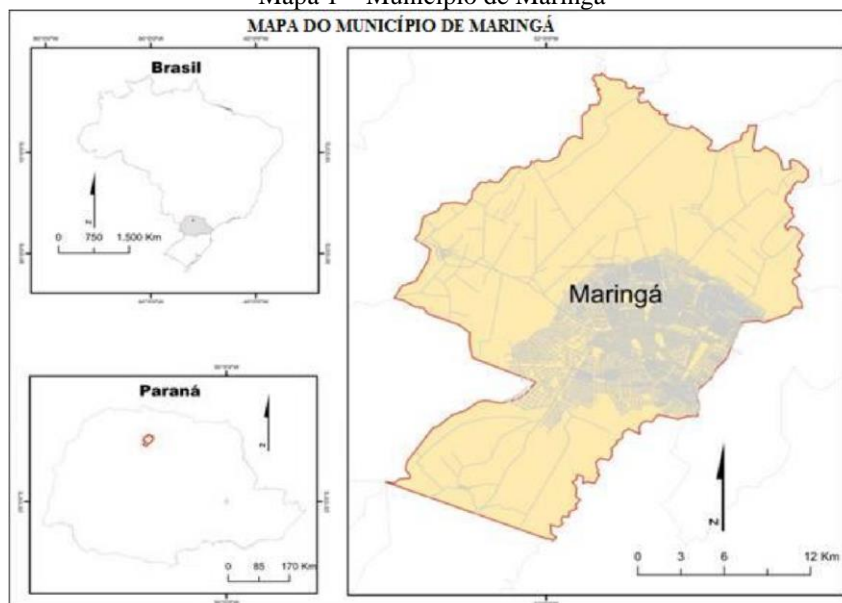 Mapa 1 – Município de Maringá
MAPA DO MUNICÍPIO DE MARINGÁ
Brasil
N
0 750 1.500 Km
Paraná
N
0 85 170 Km
Maringá
N
0 3 6 12 Km